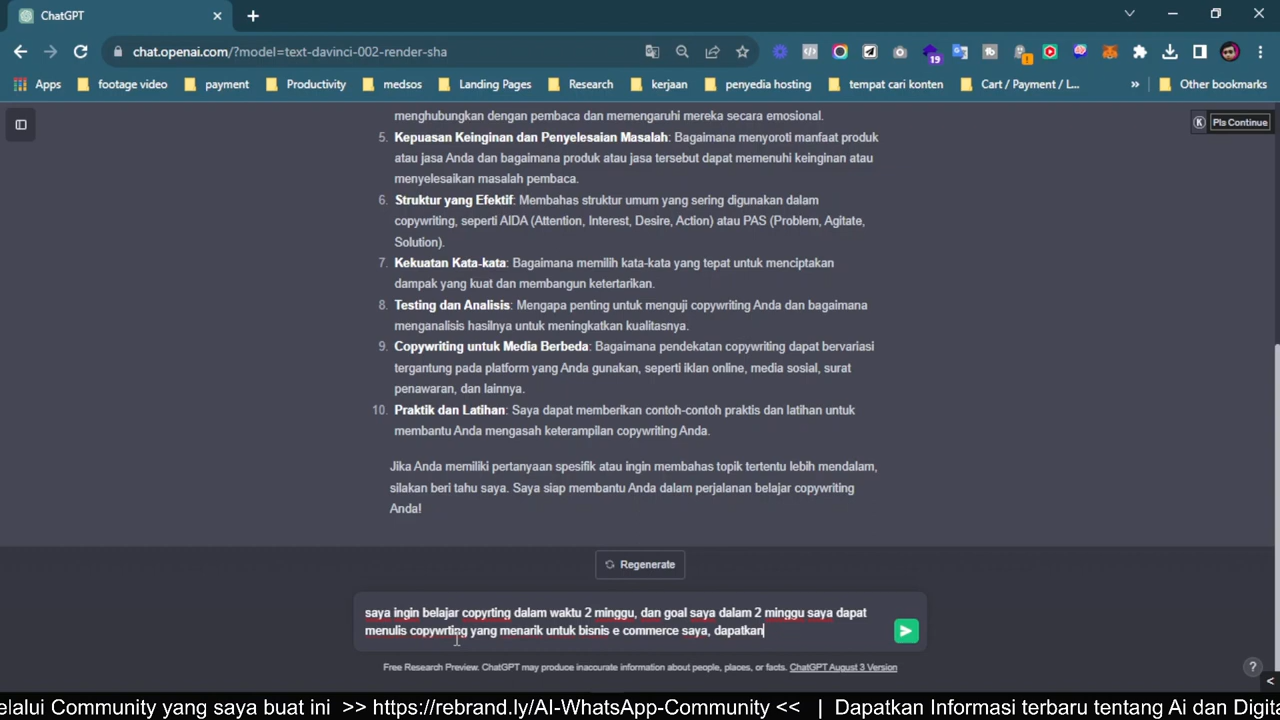 ChatGPT
chat.openai.com/?model=text-davinci-002-render-sha
19
Apps
footage video
payment
Productivity
medsos
Landing Pages
Research
kerjaan
penyedia hosting
tempat cari konten
Cart / Payment / L...
»
Other bookmarks
K Pls Continue
menghubungkan dengan pembaca dan memengaruhi mereka secara emosional.
5. Kepuasan Keinginan dan Penyelesaian Masalah: Bagaimana menyoroti manfaat produk
atau jasa Anda dan bagaimana produk atau jasa tersebut dapat memenuhi keinginan atau
menyelesaikan masalah pembaca.
6. Struktur yang Efektif: Membahas struktur umum yang sering digunakan dalam
copywriting, seperti AIDA (Attention, Interest, Desire, Action) atau PAS (Problem, Agitate,
Solution).
7. Kekuatan Kata-kata: Bagaimana memilih kata-kata yang tepat untuk menciptakan
dampak yang kuat dan membangun ketertarikan.
8. Testing dan Analisis: Mengapa penting untuk menguji copywriting Anda dan bagaimana
menganalisis hasilnya untuk meningkatkan kualitasnya.
9. Copywriting untuk Media Berbeda: Bagaimana pendekatan copywriting dapat bervariasi
tergantung pada platform yang Anda gunakan, seperti iklan online, media sosial, surat
penawaran, dan lainnya.
10. Praktik dan Latihan: Saya dapat memberikan contoh-contoh praktis dan latihan untuk
membantu Anda mengasah keterampilan copywriting Anda.
Jika Anda memiliki pertanyaan spesifik atau ingin membahas topik tertentu lebih mendalam,
silakan beri tahu saya. Saya siap membantu Anda dalam perjalanan belajar copywriting
Anda!
Regenerate
saya ingin belajar copyrting dalam waktu 2 minggu, dan goal saya dalam 2 minggu saya dapat
menulis copywrting yang menarik untuk bisnis e commerce saya, dapatkan
Free Research Preview. ChatGPT may produce inaccurate information about people, places, or facts. ChatGPT August 3 Version
?
<
elalui Community yang saya buat ini >> https://rebrand.ly/AI-WhatsApp-Community << | Dapatkan Informasi terbaru tentang Ai dan Digita